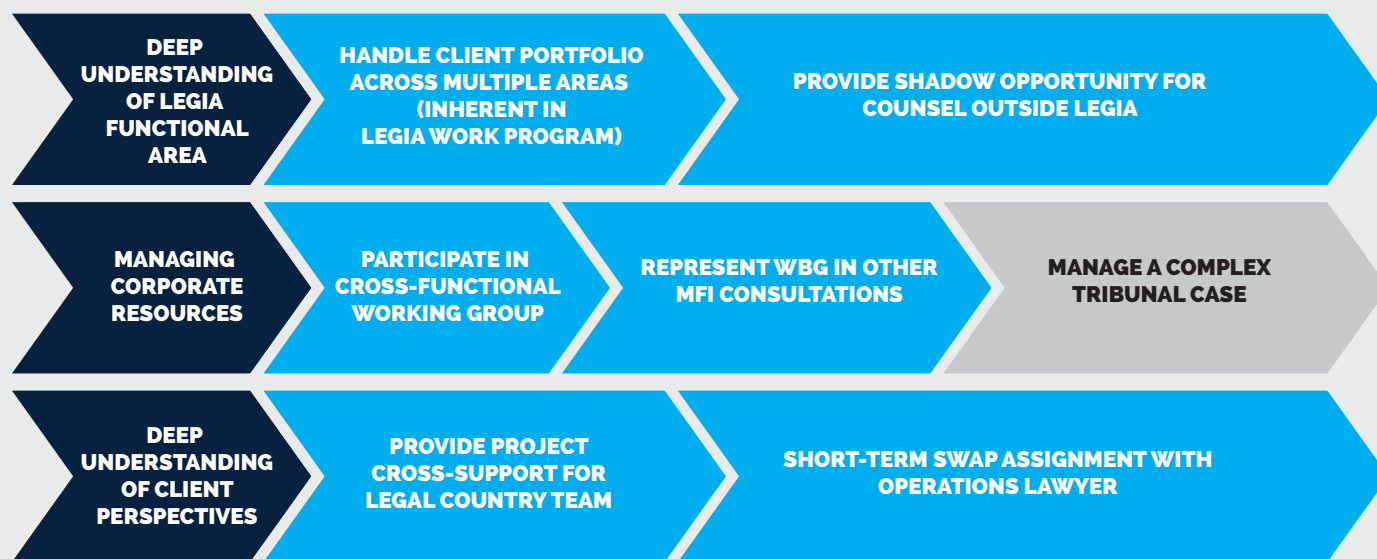 DEEP
UNDERSTANDING
OF LEGIA
FUNCTIONAL
AREA
HANDLE CLIENT PORTFOLIO
ACROSS MULTIPLE AREAS
(INHERENT IN
LEGIA WORK PROGRAM)
PROVIDE SHADOW OPPORTUNITY FOR
COUNSEL OUTSIDE LEGIA
MANAGING
CORPORATE
RESOURCES
PARTICIPATE IN
CROSS-FUNCTIONAL
WORKING GROUP
REPRESENT WBG IN OTHER
MFI CONSULTATIONS
MANAGE A COMPLEX
TRIBUNAL CASE
DEEP
UNDERSTANDING
OF CLIENT
PERSPECTIVES
PROVIDE PROJECT
CROSS-SUPPORT FOR
LEGAL COUNTRY TEAM
SHORT-TERM SWAP ASSIGNMENT WITH
OPERATIONS LAWYER